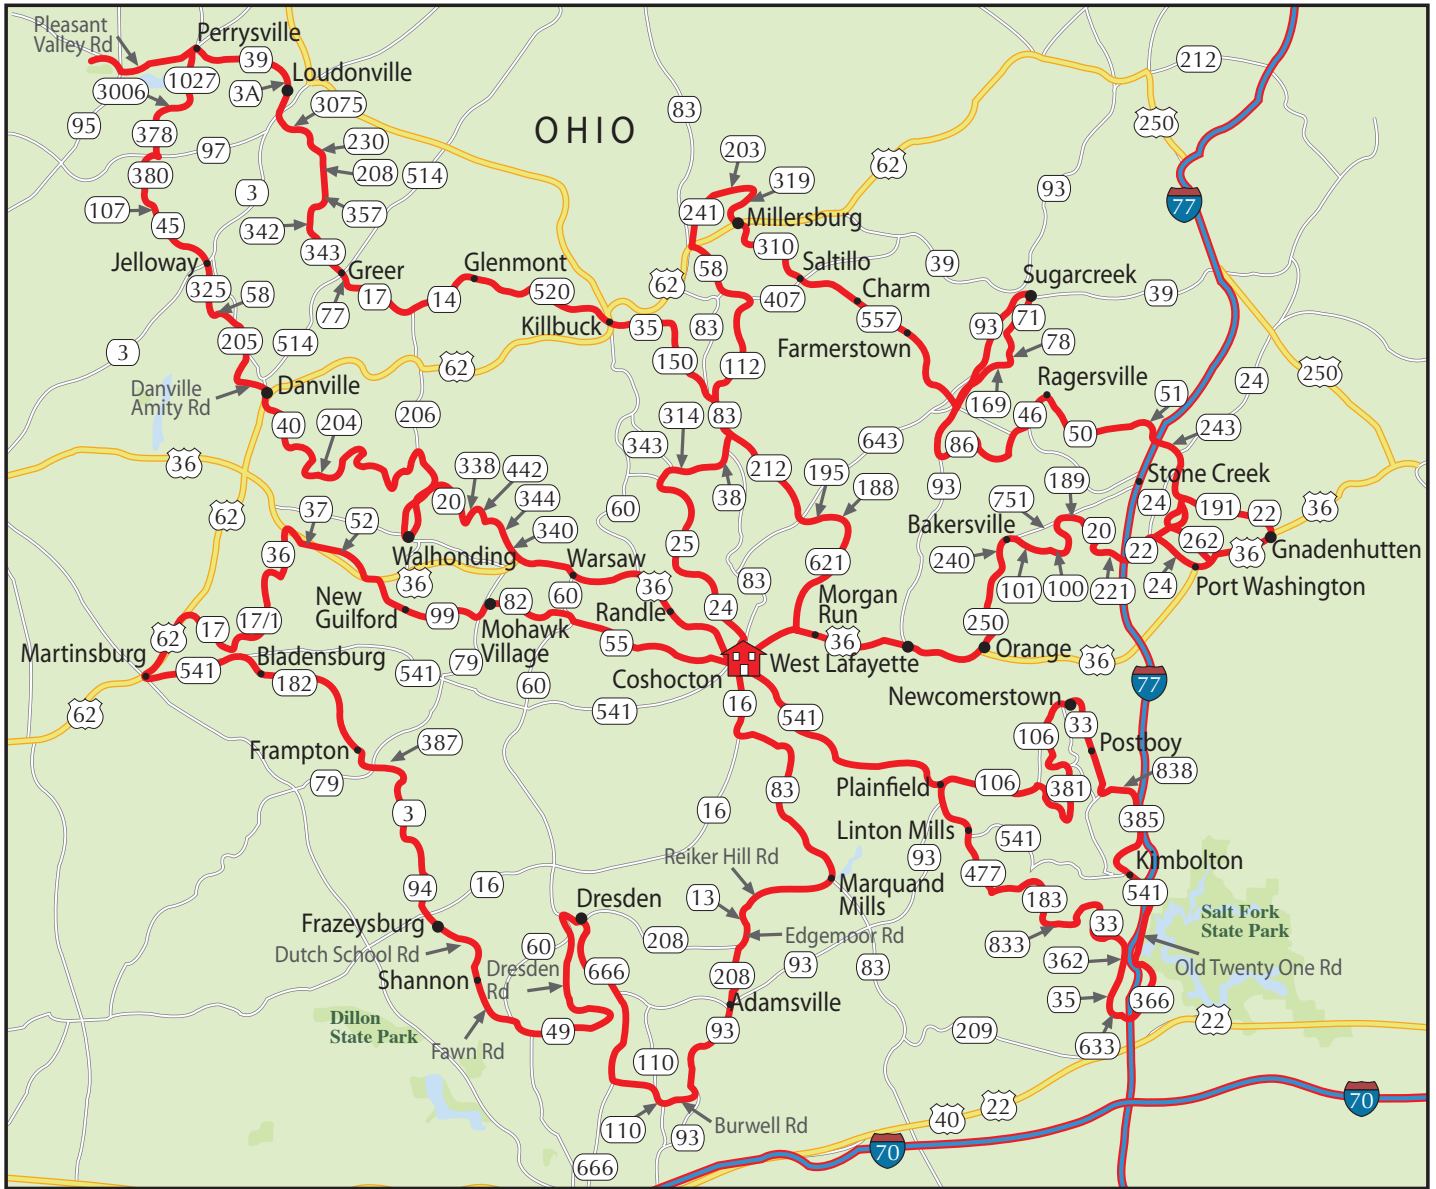 Pleasant
Valley Rd
Perrysville
39
1027
3006
3A
Loudonville
3075
95
378
97
230
208
514
380
3
357
107
45
342
343
Jelloway
Greer
325
58
17
14
77
205
514
3
Danville
Amity Rd
Danville
OHIO
83
212
250
62
203
319
93
77
241
Millersburg
310
Saltillo
39
Sugarcreek
39
Glenmont
58
62
407
Charm
520
Killbuck
35
83
557
93
71
Farmerstown
78
150
112
62
Ragersville
24
250
169
46
51
40
204
206
314
83
50
243
343
643
86
36
338
442
212
195
188
189
Stone Creek
38
93
751
24
191
22
36
20
344
60
Bakersville
20
62
37
52
340
262
Gnadenhutten
36
Walhonding
25
240
22
36
Warsaw
621
36
83
101
100
221
24
Port Washington
60
36
Morgan
Run
New
Guilford
82
Randle
24
250
17/1
99
62
17
Mohawk
Village
55
36
West Lafayette
Orange
36
Martinsburg
Bladensburg
541
79
541
182
60
Coshocton
77
16
Newcomerstown
62
541
541
33
106
Postboy
Frampton
387
79
838
Plainfield
106
381
83
3
16
385
Linton Mills
541
Reiker Hill Rd
93
Kimbolton
477
94
16
Marquand
Mills
541
Dresden
13
183
Salt Fork
State Park
Frazeysburg
33
Dutch School Rd
60
208
Edgemoor Rd
833
362
Shannon
Dresden
Rd
666
208
93
83
Old Twenty One Rd
35
366
Adamsville
Dillon
State Park
22
49
93
209
Fawn Rd
633
110
70
22
40
110
Burwell Rd
93
70
666